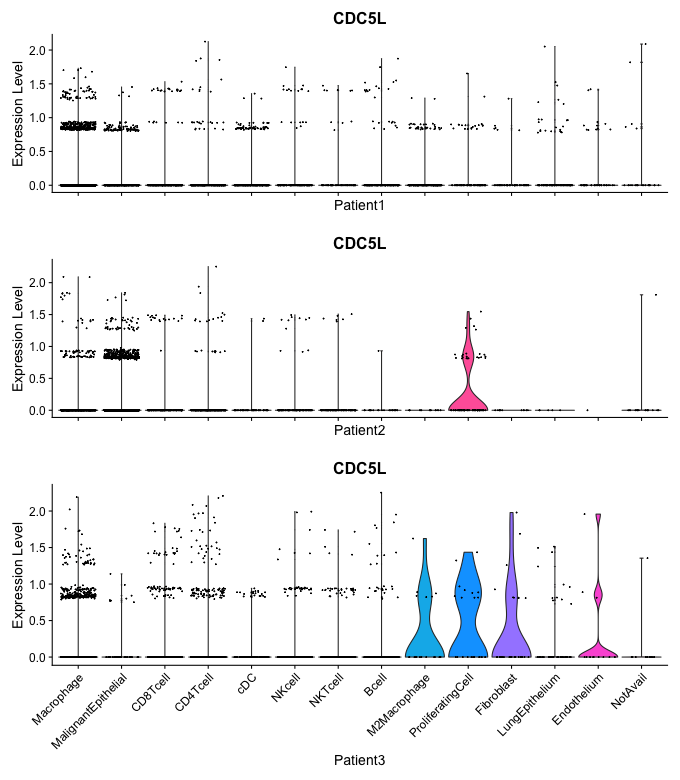 CDC5L
Expression Level
2.0
1.5
1.0
0.5
0.0
Patient1
CDC5L
Expression Level
2.0
1.5
1.0
0.5
0.0
Patient2
CDC5L
Expression Level
2.0
1.5
1.0
0.5
0.0
Macrophage
MalignantEpithelial
CD8Tcell
CD4Tcell
cDC
NKcell
NKTcell
Bcell
M2Macrophage
ProliferatingCell
Fibroblast
LungEpithelium
Endothelium
NotAvail
Patient3